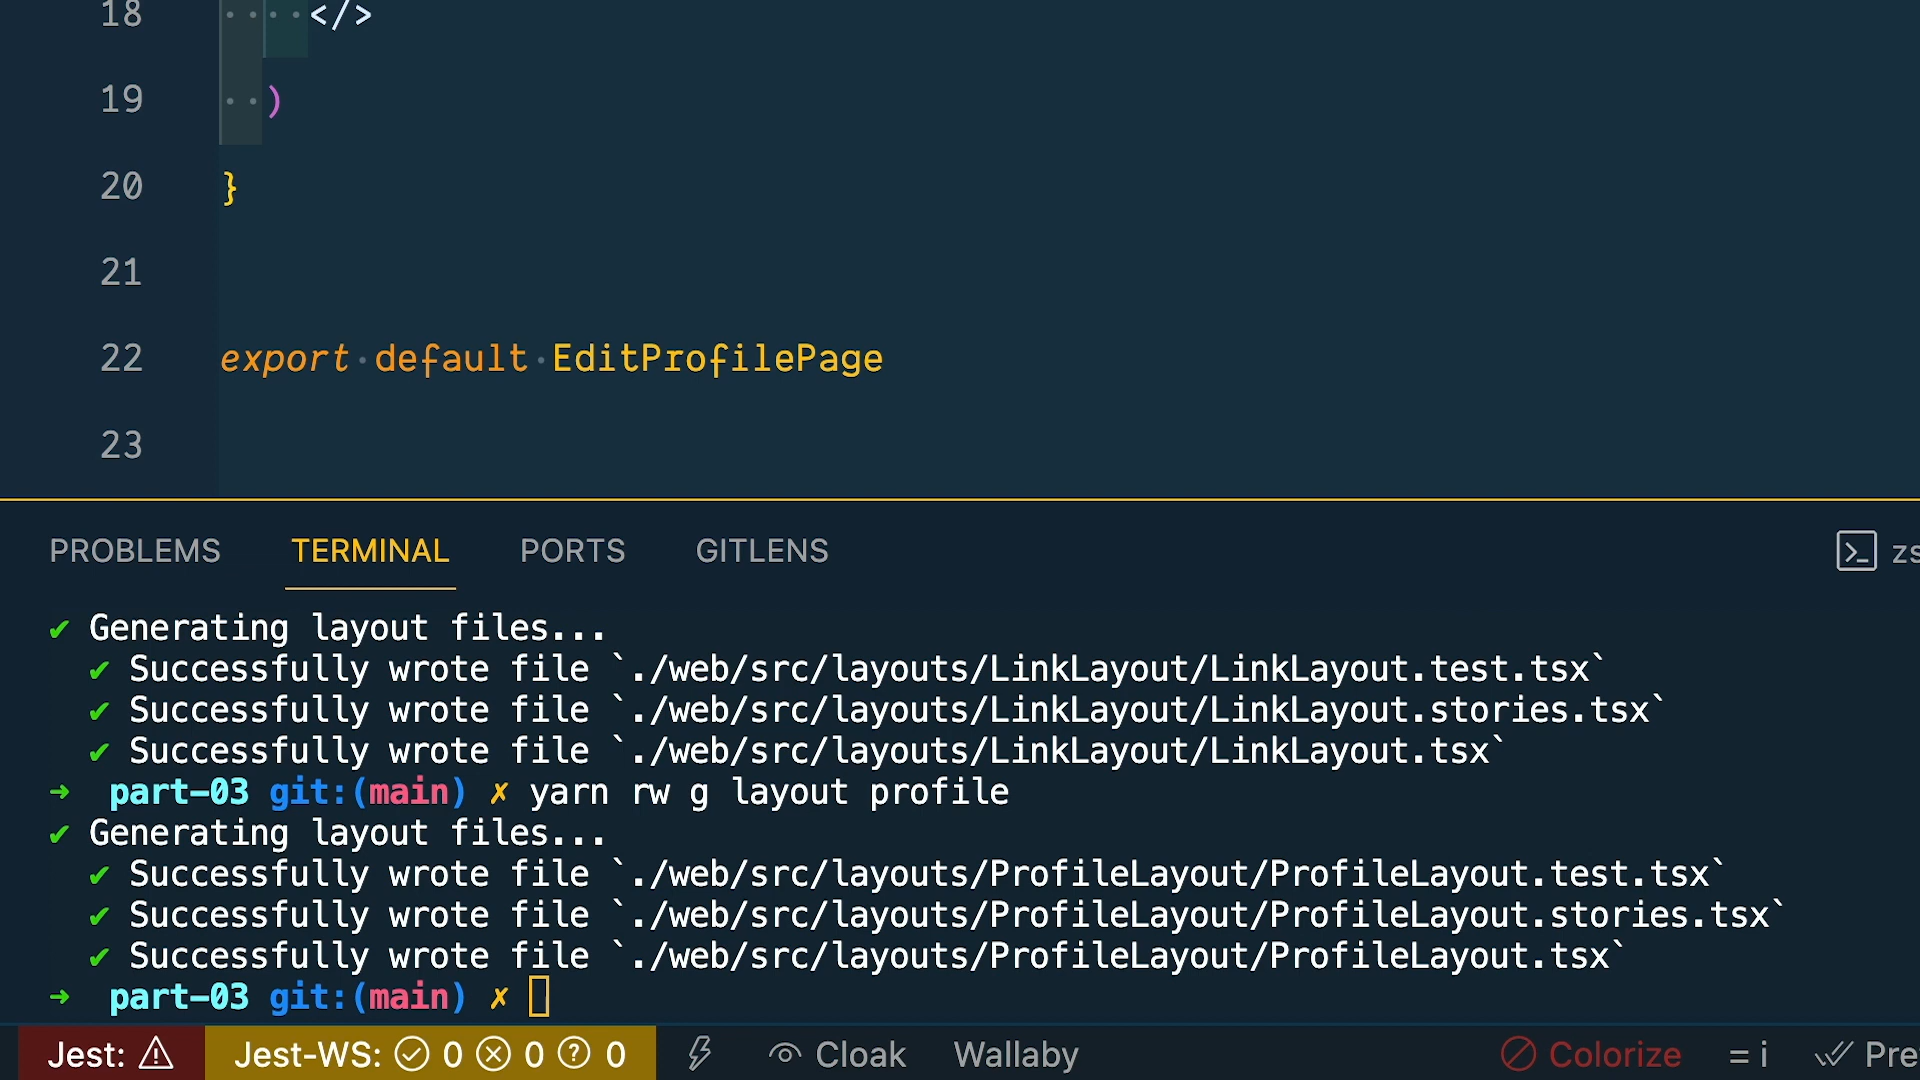 18 </>
19 )
20 }
21
22 export default EditProfilePage
23
PROBLEMS TERMINAL PORTS GITLENS
✔ Generating layout files...
✔ Successfully wrote file `./web/src/layouts/LinkLayout/LinkLayout.test.tsx`
✔ Successfully wrote file `./web/src/layouts/LinkLayout/LinkLayout.stories.tsx`
✔ Successfully wrote file `./web/src/layouts/LinkLayout/LinkLayout.tsx`
➜ part-03 git:(main) ✗ yarn rw g layout profile
✔ Generating layout files...
✔ Successfully wrote file `./web/src/layouts/ProfileLayout/ProfileLayout.test.tsx`
✔ Successfully wrote file `./web/src/layouts/ProfileLayout/ProfileLayout.stories.tsx`
✔ Successfully wrote file `./web/src/layouts/ProfileLayout/ProfileLayout.tsx`
➜ part-03 git:(main) ✗
Jest: Jest-WS: 0 0 0 Cloak Wallaby Colorize = i